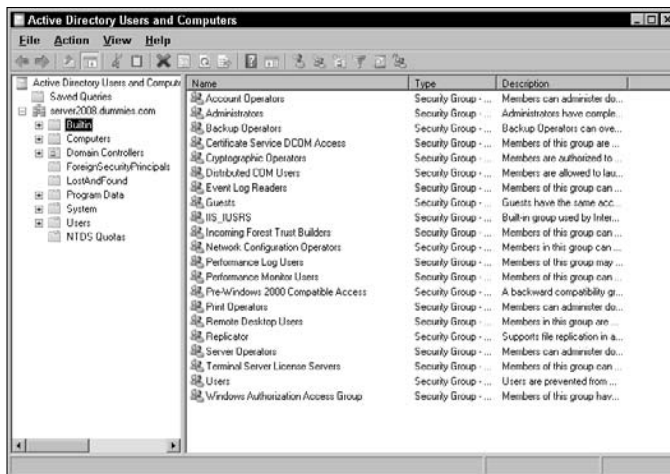 Active Directory Users and Computers
File Action View Help
Active Directory Users and Compute
Saved Queries
server2008.dummies.com
Builtin
Computers
Domain Controllers
ForeignSecurityPrincipals
LostAndFound
Program Data
System
Users
NTDS Quotas
Name Type Description
Account Operators Security Group - ... Members can administer do...
Administrators Security Group - ... Administrators have comple...
Backup Operators Security Group - ... Backup Operators can ove...
Certificate Service DCOM Access Security Group - ... Members of this group are ...
Cryptographic Operators Security Group - ... Members are authorized to ...
Distributed COM Users Security Group - ... Members are allowed to lau...
Event Log Readers Security Group - ... Members of this group can ...
Guests Security Group - ... Guests have the same acc...
IIS_IUSRS Security Group - ... Built-in group used by Inter...
Incoming Forest Trust Builders Security Group - ... Members of this group can ...
Network Configuration Operators Security Group - ... Members in this group can ...
Performance Log Users Security Group - ... Members of this group may ...
Performance Monitor Users Security Group - ... Members of this group can ...
Pre-Windows 2000 Compatible Access Security Group - ... A backward compatibility gr...
Print Operators Security Group - ... Members can administer do...
Remote Desktop Users Security Group - ... Members in this group are ...
Replicator Security Group - ... Supports file replication in a...
Server Operators Security Group - ... Members can administer do...
Terminal Server License Servers Security Group - ... Members of this group can ...
Users Security Group - ... Users are prevented from ...
Windows Authorization Access Group Security Group - ... Members of this group hav...